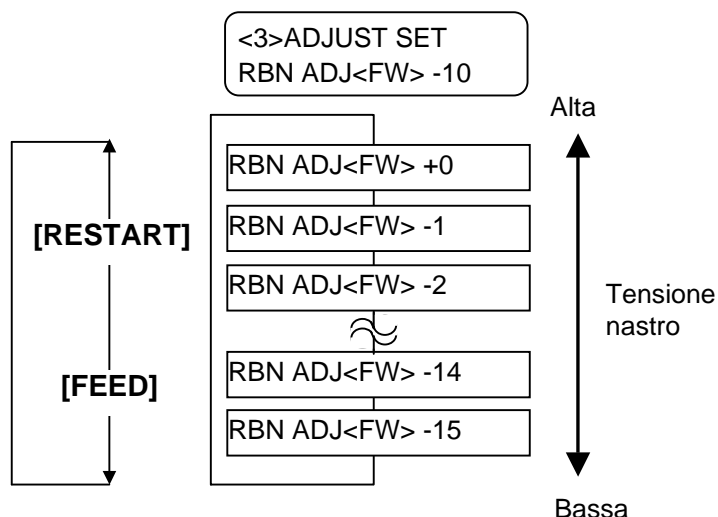 <3>ADJUST SET
RBN ADJ<FW> -10
Alta
RBN ADJ<FW> +0
[RESTART]
RBN ADJ<FW> -1
RBN ADJ<FW> -2
Tensione
nastro
[FEED]
RBN ADJ<FW> -14
RBN ADJ<FW> -15
Bassa